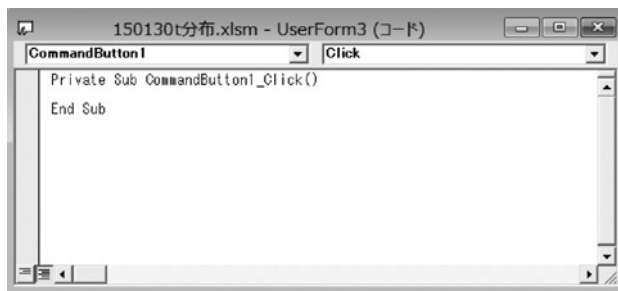 150130t分布.xlsm - UserForm3 (コード)
CommandButton1 Click
Private Sub CommandButton1_Click()
End Sub